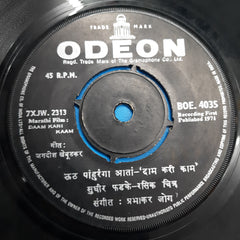 TRADE MARK
ODEON
Regd. Trade Mark of The Gramophone Co. Ltd.
45 R.P.M.
7XJW. 2313
Marathi Film :
DAAM KARI
KAAM
BOE. 4035
Recording First
Published 1971
गीत:
जगदीश खेबुडकर
ऊठ पांडुरंगा आतां-'दाम करी काम'
सुधीर फडके-रसिक चित्र
संगीत : प्रभाकर जोग